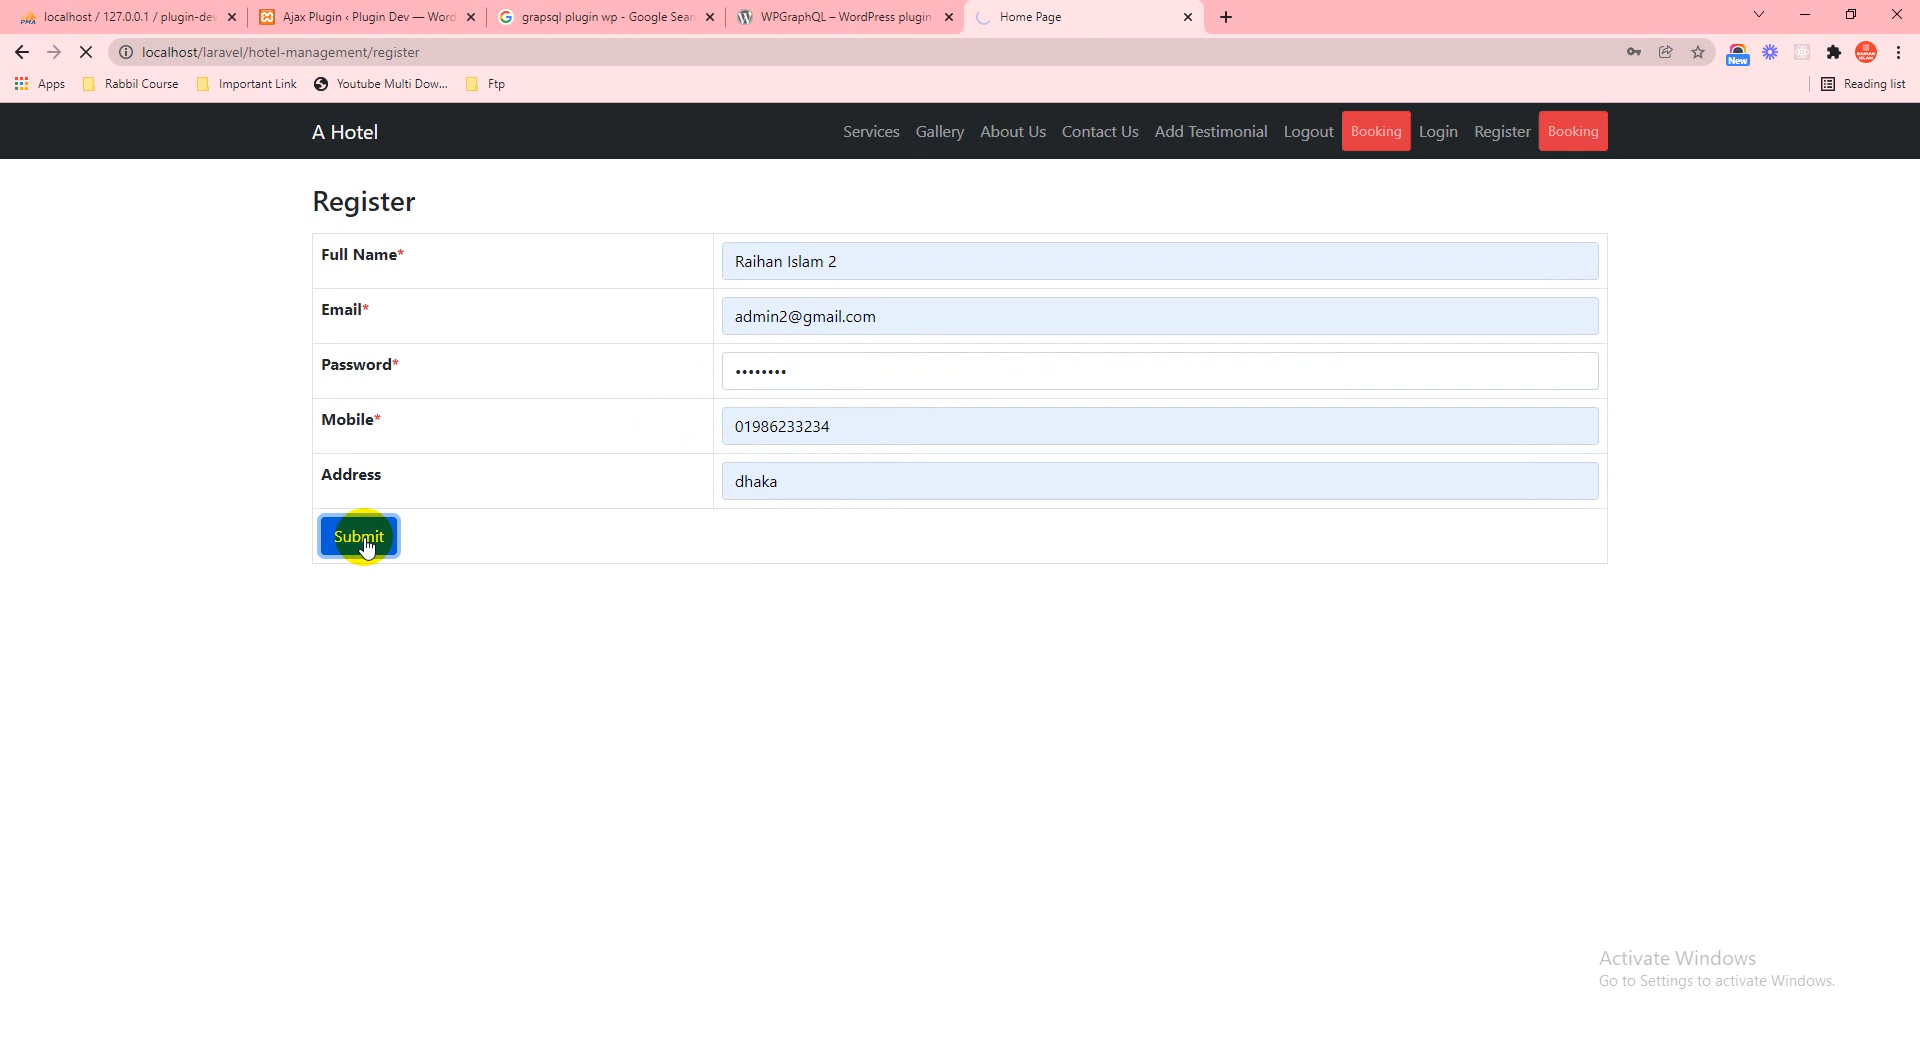 localhost / 127.0.0.1 / plugin-dev
Ajax Plugin ‹ Plugin Dev — Word
grapsql plugin wp - Google Sear
WPGraphQL – WordPress plugin
Home Page
localhost/laravel/hotel-management/register
New
Apps
Rabbil Course
Important Link
Youtube Multi Dow...
Ftp
Reading list
A Hotel
Services
Gallery
About Us
Contact Us
Add Testimonial
Logout
Booking
Login
Register
Booking
Register
Full Name*
Raihan Islam 2
Email*
admin2@gmail.com
Password*
••••••••
Mobile*
01986233234
Address
dhaka
Submit
Activate Windows
Go to Settings to activate Windows.